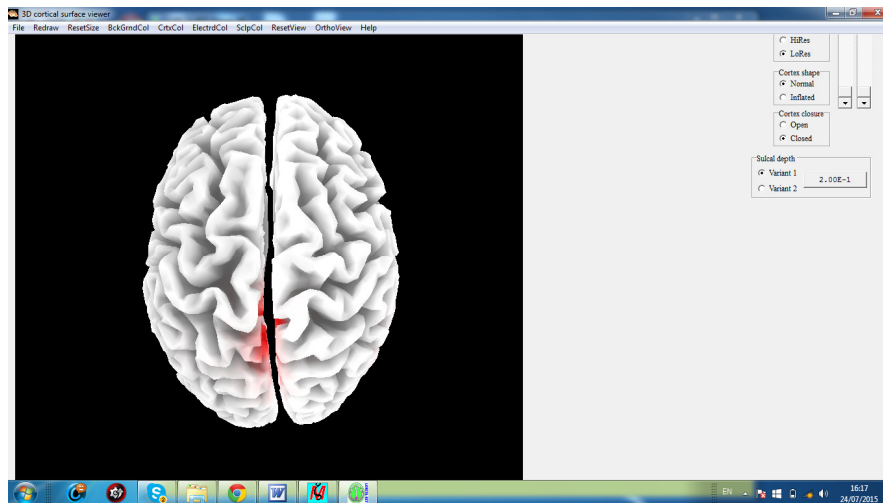 3D cortical surface viewer
File Redraw ResetSize BckGrndCol CrtxCol ElectrdCol SclpCol ResetView OrthoView Help
HiRes
LoRes
Cortex shape
Normal
Inflated
Cortex closure
Open
Closed
Sulcal depth
Variant 1
Variant 2
2.00E-1
EN
16:17
24/07/2015